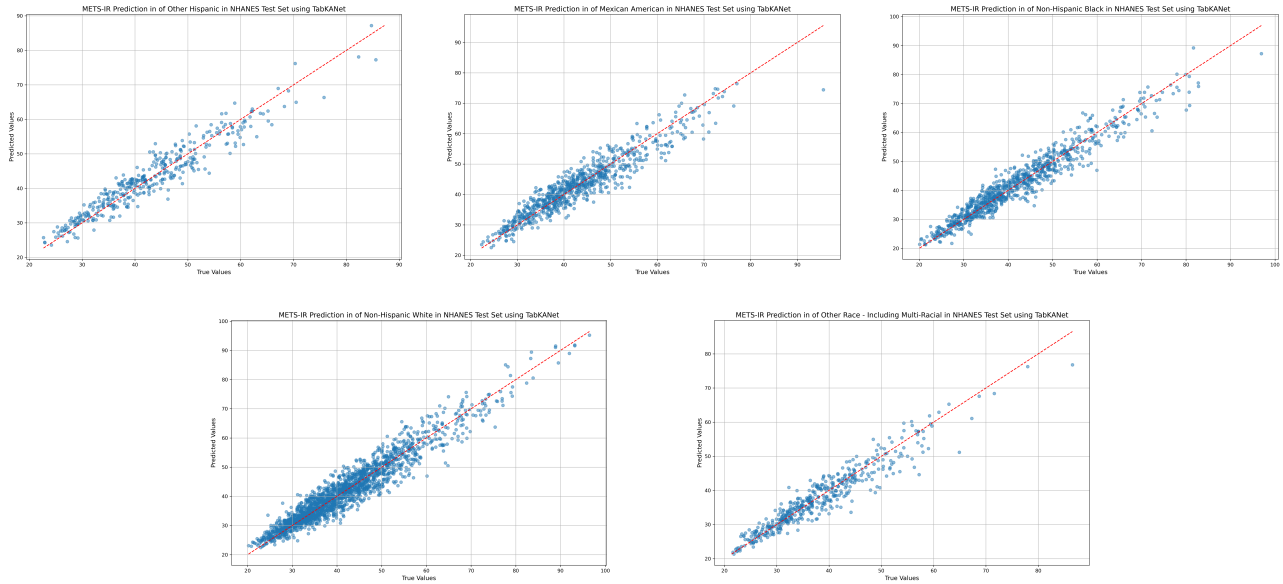 METS-IR Prediction in of Other Hispanic in NHANES Test Set using TabKANet
Predicted Values
90
80
70
60
50
40
30
20
20 30 40 50 60 70 80 90
True Values
METS-IR Prediction in of Mexican American in NHANES Test Set using TabKANet
Predicted Values
90
80
70
60
50
40
30
20
30 40 50 60 70 80 90
True Values
METS-IR Prediction in of Non-Hispanic Black in NHANES Test Set using TabKANet
Predicted Values
100
90
80
70
60
50
40
30
20
20 30 40 50 60 70 80 90 100
True Values
METS-IR Prediction in of Non-Hispanic White in NHANES Test Set using TabKANet
Predicted Values
100
90
80
70
60
50
40
30
20
20 30 40 50 60 70 80 90 100
True Values
METS-IR Prediction in of Other Race - Including Multi-Racial in NHANES Test Set using TabKANet
Predicted Values
80
70
60
50
40
30
20
30 40 50 60 70 80
True Values